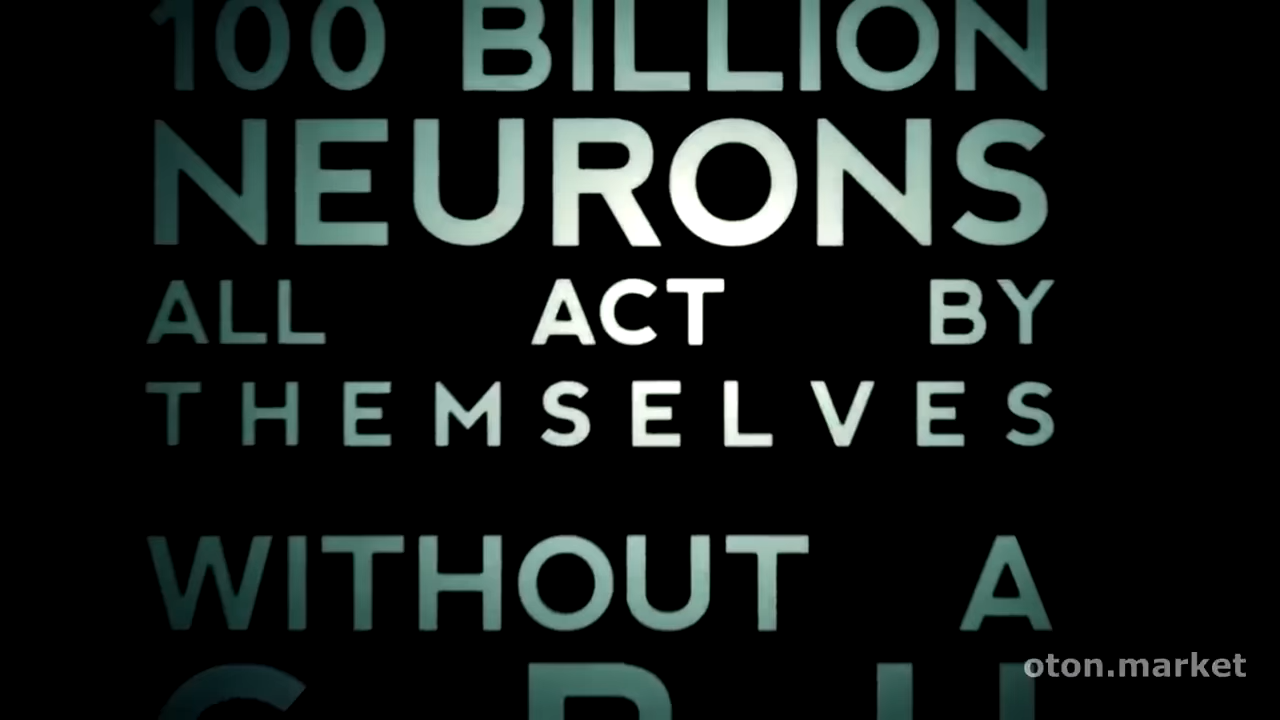 100 BILLION
NEURONS
ALL ACT BY
THEMSELVES
WITHOUT A
oton.market